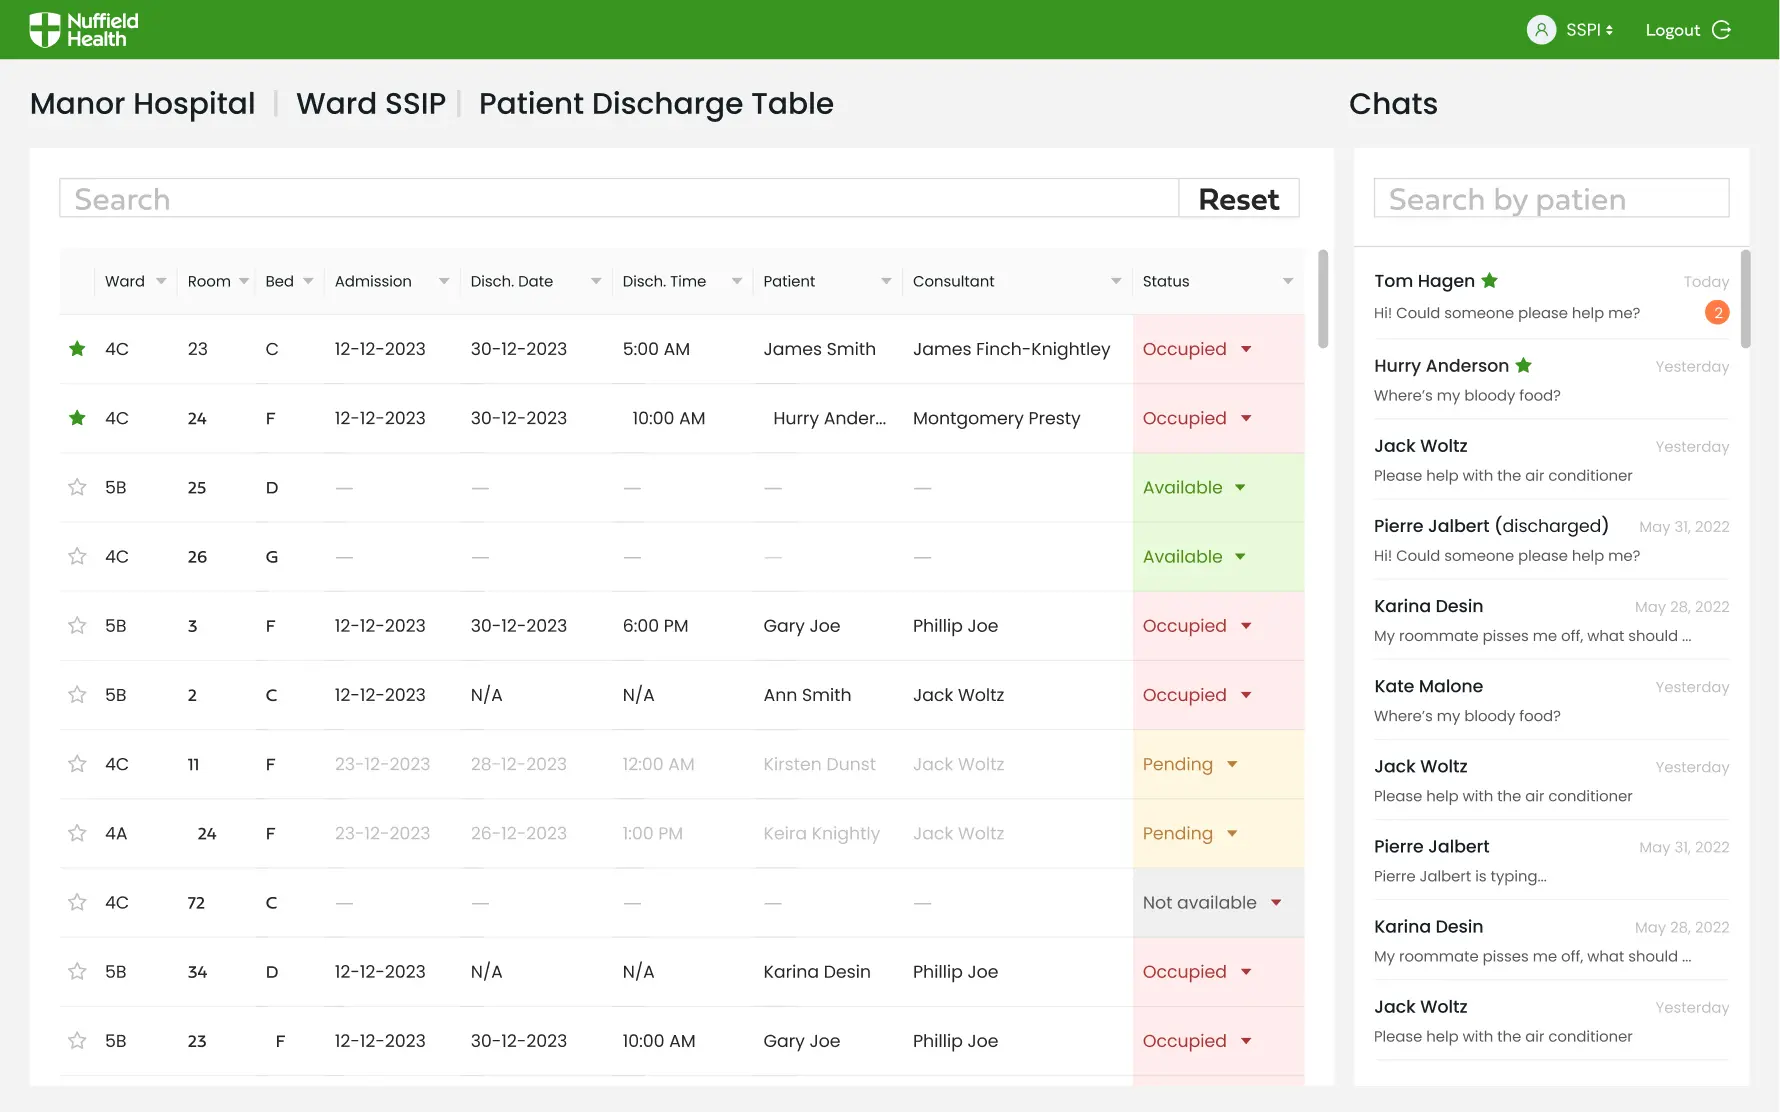 Nuffield
Health
SSPI
Logout
Manor Hospital | Ward SSIP | Patient Discharge Table
Chats
Search
Reset
Search by patien
Ward Room Bed Admission Disch. Date Disch. Time Patient Consultant Status
4C 23 C 12-12-2023 30-12-2023 5:00 AM James Smith James Finch-Knightley Occupied
4C 24 F 12-12-2023 30-12-2023 10:00 AM Hurry Ander... Montgomery Presty Occupied
5B 25 D — — — — — Available
4C 26 G — — — — — Available
5B 3 F 12-12-2023 30-12-2023 6:00 PM Gary Joe Phillip Joe Occupied
5B 2 C 12-12-2023 N/A N/A Ann Smith Jack Woltz Occupied
4C 11 F 23-12-2023 28-12-2023 12:00 AM Kirsten Dunst Jack Woltz Pending
4A 24 F 23-12-2023 26-12-2023 1:00 PM Keira Knightly Jack Woltz Pending
4C 72 C — — — — — Not available
5B 34 D 12-12-2023 N/A N/A Karina Desin Phillip Joe Occupied
5B 23 F 12-12-2023 30-12-2023 10:00 AM Gary Joe Phillip Joe Occupied
Tom Hagen Today
Hi! Could someone please help me? 2
Hurry Anderson Yesterday
Where's my bloody food?
Jack Woltz Yesterday
Please help with the air conditioner
Pierre Jalbert (discharged) May 31, 2022
Hi! Could someone please help me?
Karina Desin May 28, 2022
My roommate pisses me off, what should ...
Kate Malone Yesterday
Where's my bloody food?
Jack Woltz Yesterday
Please help with the air conditioner
Pierre Jalbert May 31, 2022
Pierre Jalbert is typing...
Karina Desin May 28, 2022
My roommate pisses me off, what should ...
Jack Woltz Yesterday
Please help with the air conditioner